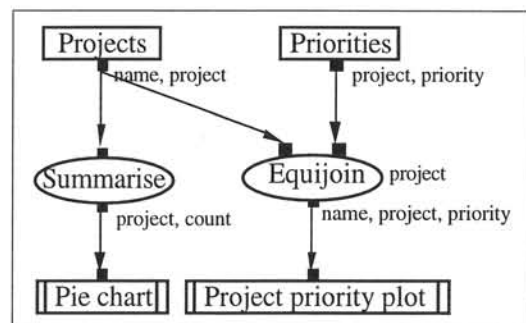 Projects
Priorities
name, project
project, priority
Summarise
Equijoin
project
project, count
name, project, priority
Pie chart
Project priority plot